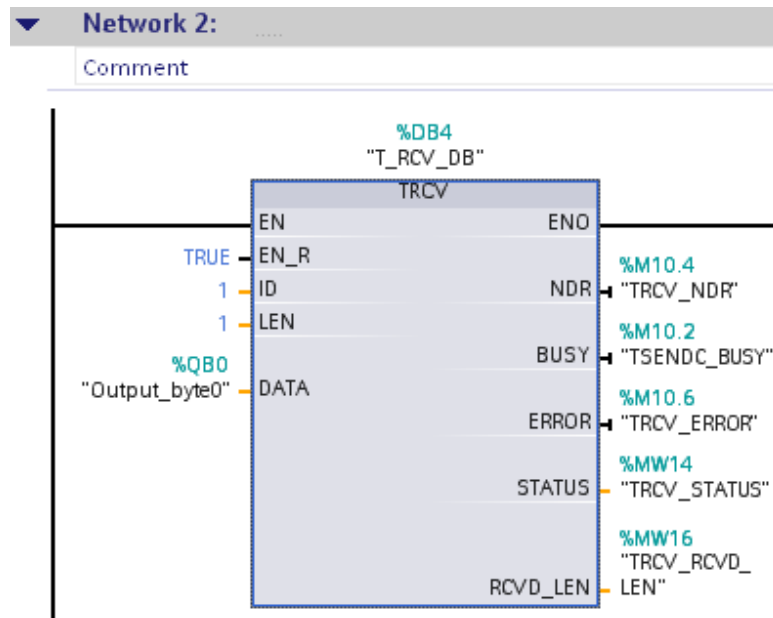 Network 2: .....
Comment
%DB4
"T_RCV_DB"
TRCV
EN ENO
TRUE EN_R
%M10.4
1 ID NDR "TRCV_NDR"
1 LEN
%M10.2
BUSY "TSENDC_BUSY"
%QB0
"Output_byte0" DATA
%M10.6
ERROR "TRCV_ERROR"
%MW14
STATUS "TRCV_STATUS"
%MW16
"TRCV_RCVD_
RCVD_LEN LEN"